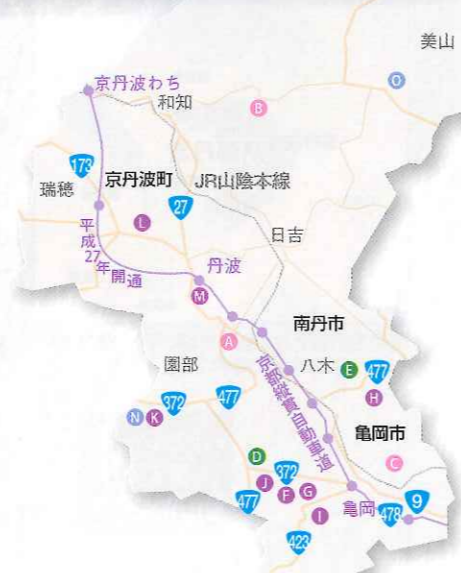 美山
京丹波わち
O
和知
B
173
京丹波町
JR山陰本線
瑞穂
27
L
日吉
平成27年開通
丹波
M
南丹市
A
園部
八木
E
477
京都縦貫自動車道
H
477
372
N
K
亀岡市
D
C
372
J
F
G
477
亀岡
9
I
478
423